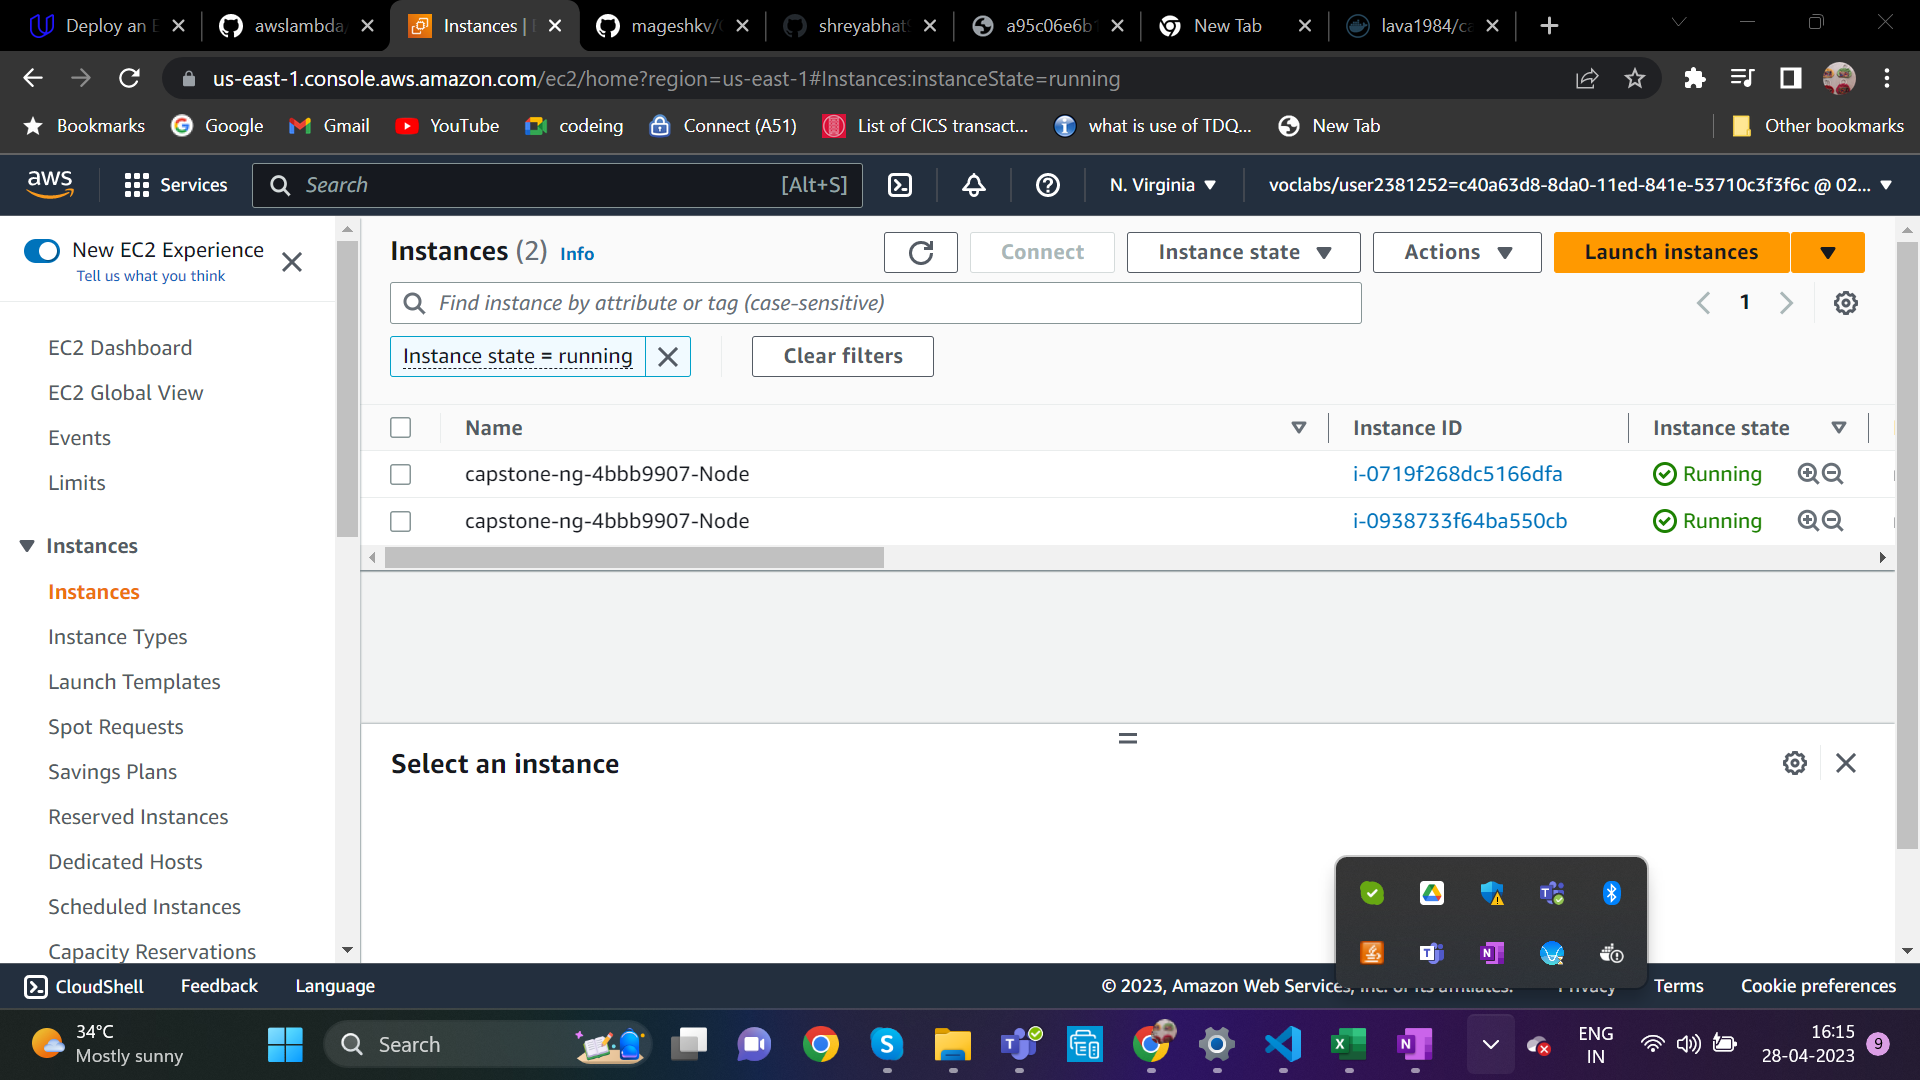 Deploy an E
awslambda/
Instances | E
mageshkv/C
shreyabhat
a95c06e6b1
New Tab
lava1984/ca
us-east-1.console.aws.amazon.com/ec2/home?region=us-east-1#Instances:instanceState=running
Bookmarks
Google
Gmail
YouTube
codeing
Connect (A51)
List of CICS transact...
what is use of TDQ...
New Tab
Other bookmarks
aws
Services
Search
[Alt+S]
N. Virginia
voclabs/user2381252=c40a63d8-8da0-11ed-841e-53710c3f3f6c @ 02...
New EC2 Experience
Tell us what you think
EC2 Dashboard
EC2 Global View
Events
Limits
Instances
Instances
Instance Types
Launch Templates
Spot Requests
Savings Plans
Reserved Instances
Dedicated Hosts
Scheduled Instances
Capacity Reservations
Instances (2) Info
Connect
Instance state
Actions
Launch instances
Find instance by attribute or tag (case-sensitive)
1
Instance state = running
Clear filters
Name
Instance ID
Instance state
capstone-ng-4bbb9907-Node
i-0719f268dc5166dfa
Running
capstone-ng-4bbb9907-Node
i-0938733f64ba550cb
Running
Select an instance
CloudShell
Feedback
Language
© 2023, Amazon Web Services, Inc. or its affiliates.
Privacy
Terms
Cookie preferences
34°C
Mostly sunny
Search
ENG
IN
16:15
28-04-2023
9